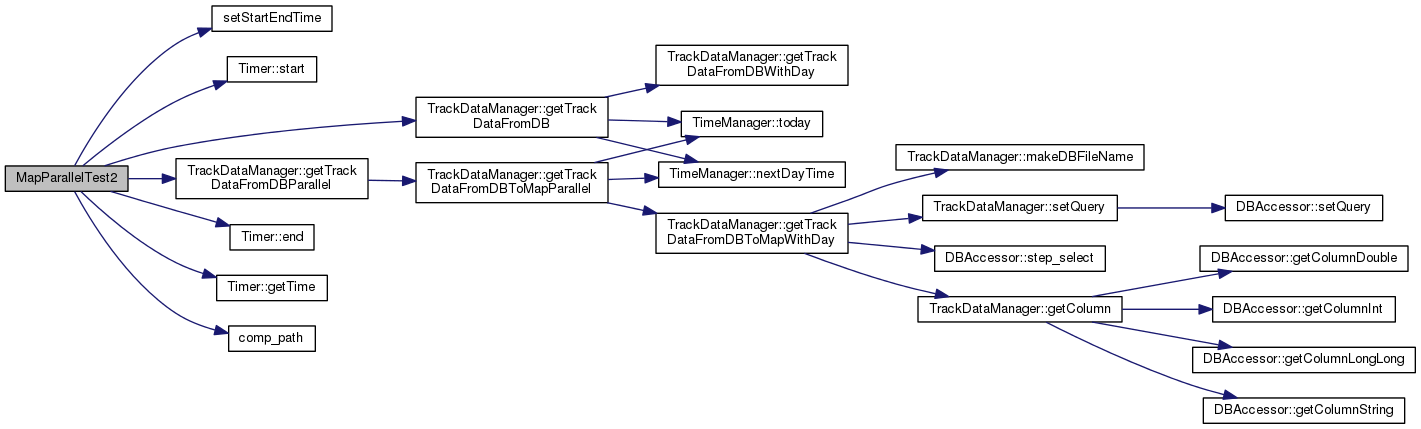 setStartEndTime
Timer::start
TrackDataManager::getTrack
DataFromDBWithDay
TrackDataManager::getTrack
DataFromDB
TimeManager::today
TrackDataManager::makeDBFileName
MapParallelTest2
TrackDataManager::getTrack
DataFromDBParallel
TrackDataManager::getTrack
DataFromDBToMapParallel
TimeManager::nextDayTime
TrackDataManager::setQuery
DBAccessor::setQuery
Timer::end
TrackDataManager::getTrack
DataFromDBToMapWithDay
DBAccessor::step_select
DBAccessor::getColumnDouble
Timer::getTime
TrackDataManager::getColumn
DBAccessor::getColumnInt
comp_path
DBAccessor::getColumnLongLong
DBAccessor::getColumnString